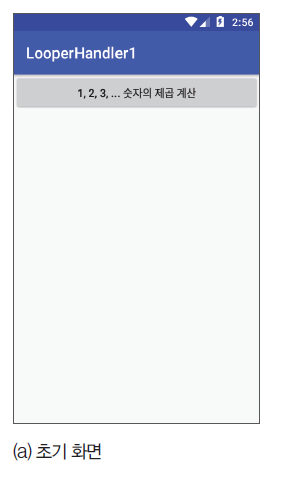 2:56
LooperHandler1
1, 2, 3, ... 숫자의 제곱 계산
(a) 초기 화면